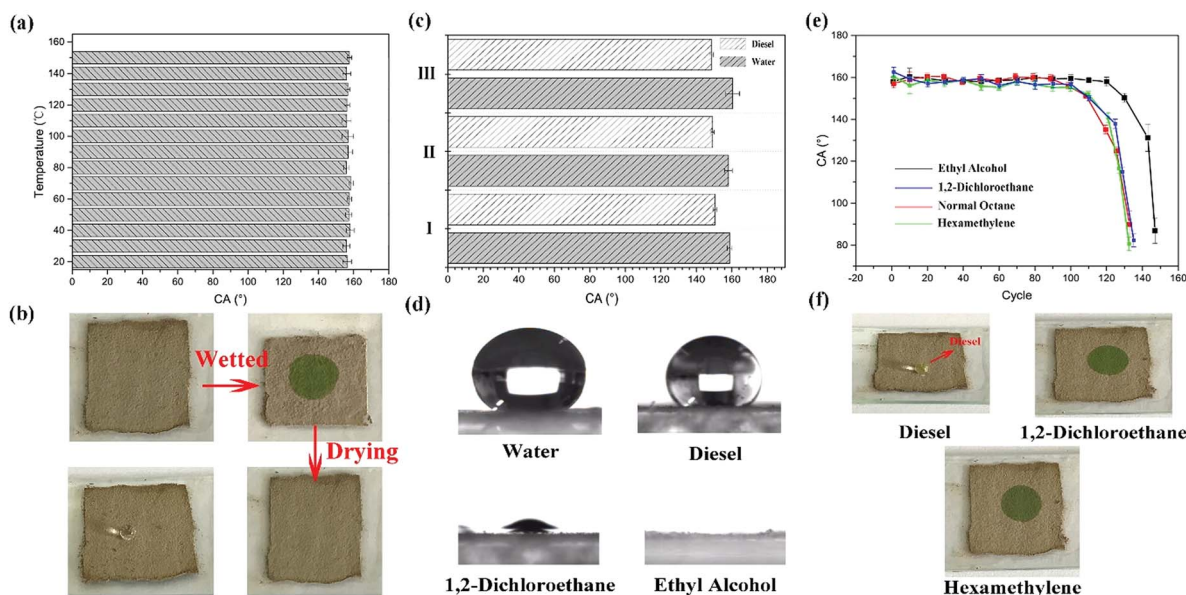 (a)
160
140
120
100
80
60
40
20
Temperature (℃)
0 20 40 60 80 100 120 140 160 180
CA (°)
(b)
Wetted
Drying
(c)
Diesel
Water
III
II
I
0 20 40 60 80 100 120 140 160 180
CA (°)
(d)
Water
Diesel
1,2-Dichloroethane
Ethyl Alcohol
(e)
180
160
140
120
100
80
CA (°)
Ethyl Alcohol
1,2-Dichloroethane
Normal Octane
Hexamethylene
-20 0 20 40 60 80 100 120 140 160
Cycle
(f)
Diesel
Diesel
1,2-Dichloroethane
Hexamethylene